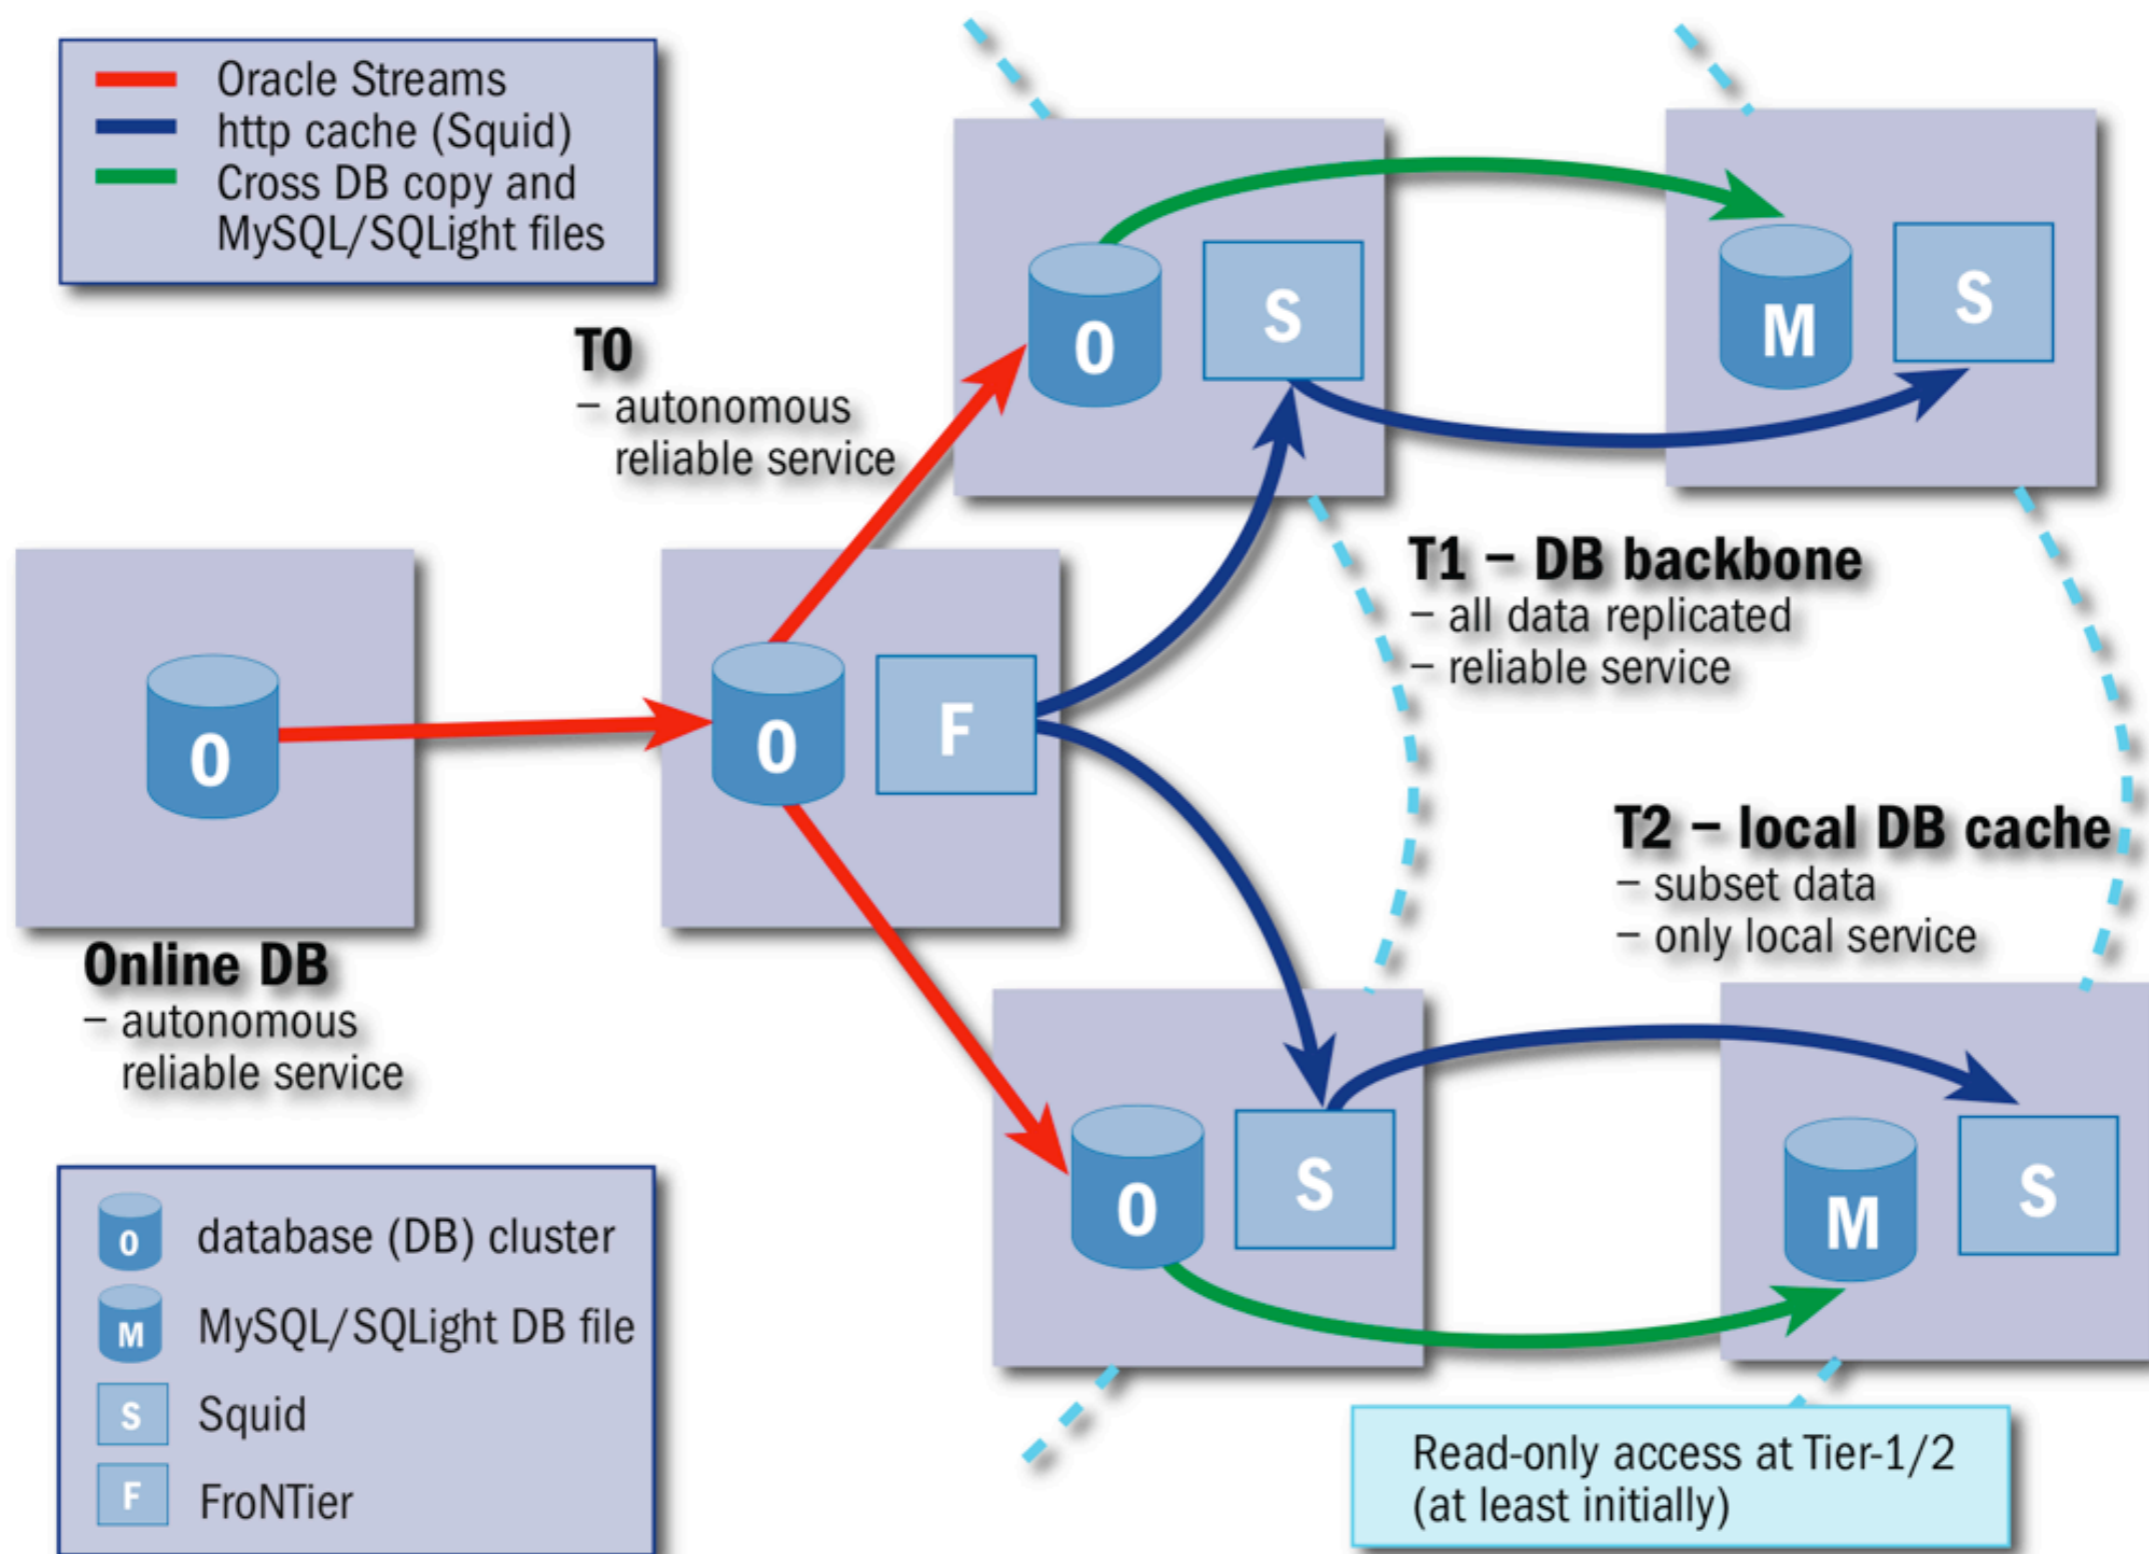 Oracle Streams
http cache (Squid)
Cross DB copy and
MySQL/SQLight files
T0
– autonomous
reliable service
O
S
M
S
T1 – DB backbone
– all data replicated
– reliable service
O
O
F
T2 – local DB cache
– subset data
– only local service
Online DB
– autonomous
reliable service
O
S
M
S
O database (DB) cluster
M MySQL/SQLight DB file
S Squid
F FroNTier
Read-only access at Tier-1/2
(at least initially)